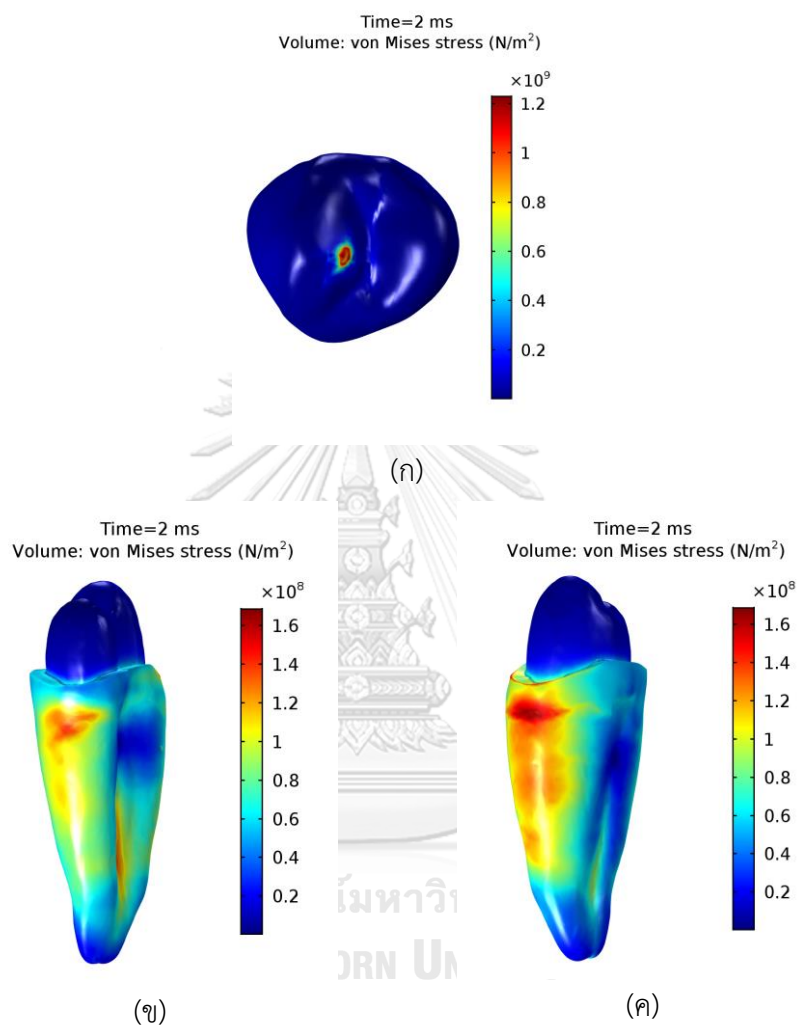 Time=2 ms
Volume: von Mises stress (N/m²)
×10⁹
1.2
1
0.8
0.6
0.4
0.2
(ก)
Time=2 ms
Volume: von Mises stress (N/m²)
×10⁸
1.6
1.4
1.2
1
0.8
0.6
0.4
0.2
(ข)
Time=2 ms
Volume: von Mises stress (N/m²)
×10⁸
1.6
1.4
1.2
1
0.8
0.6
0.4
0.2
(ค)